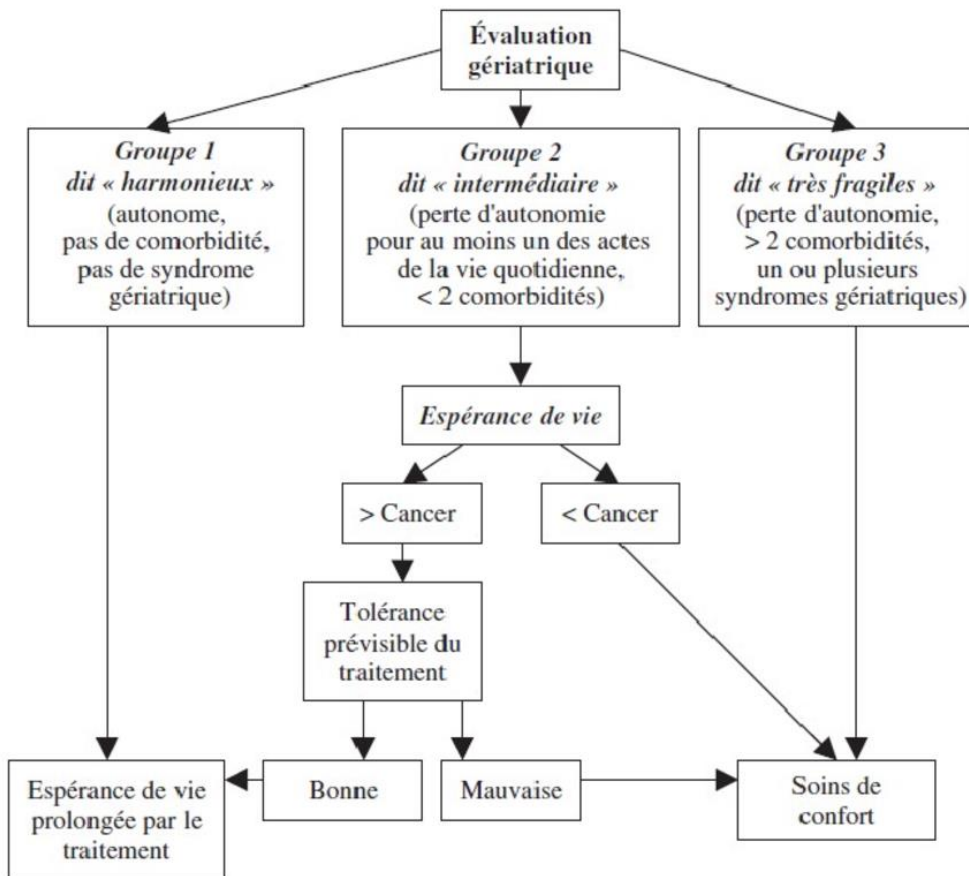 Évaluation
gériatrique
Groupe 1
dit « harmonieux »
(autonome,
pas de comorbidité,
pas de syndrome
gériatrique)
Groupe 2
dit « intermédiaire »
(perte d'autonomie
pour au moins un des actes
de la vie quotidienne,
< 2 comorbidités)
Groupe 3
dit « très fragiles »
(perte d'autonomie,
> 2 comorbidités,
un ou plusieurs
syndromes gériatriques)
Espérance de vie
> Cancer
< Cancer
Tolérance
prévisible du
traitement
Espérance de vie
prolongée par le
traitement
Bonne
Mauvaise
Soins de
confort